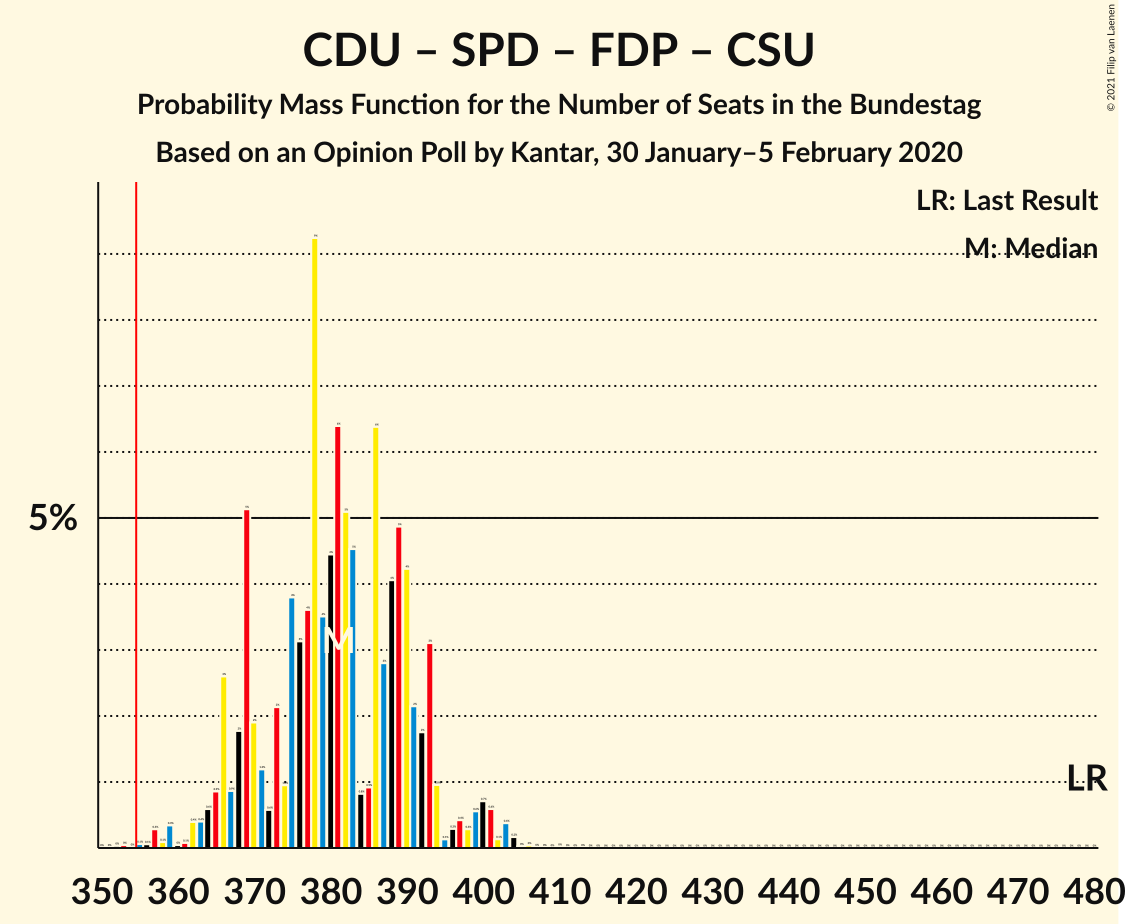 CDU – SPD – FDP – CSU
Probability Mass Function for the Number of Seats in the Bundestag
Based on an Opinion Poll by Kantar, 30 January–5 February 2020
© 2021 Filip van Laenen
LR: Last Result
M: Median
5%
M
LR
350 360 370 380 390 400 410 420 430 440 450 460 470 480